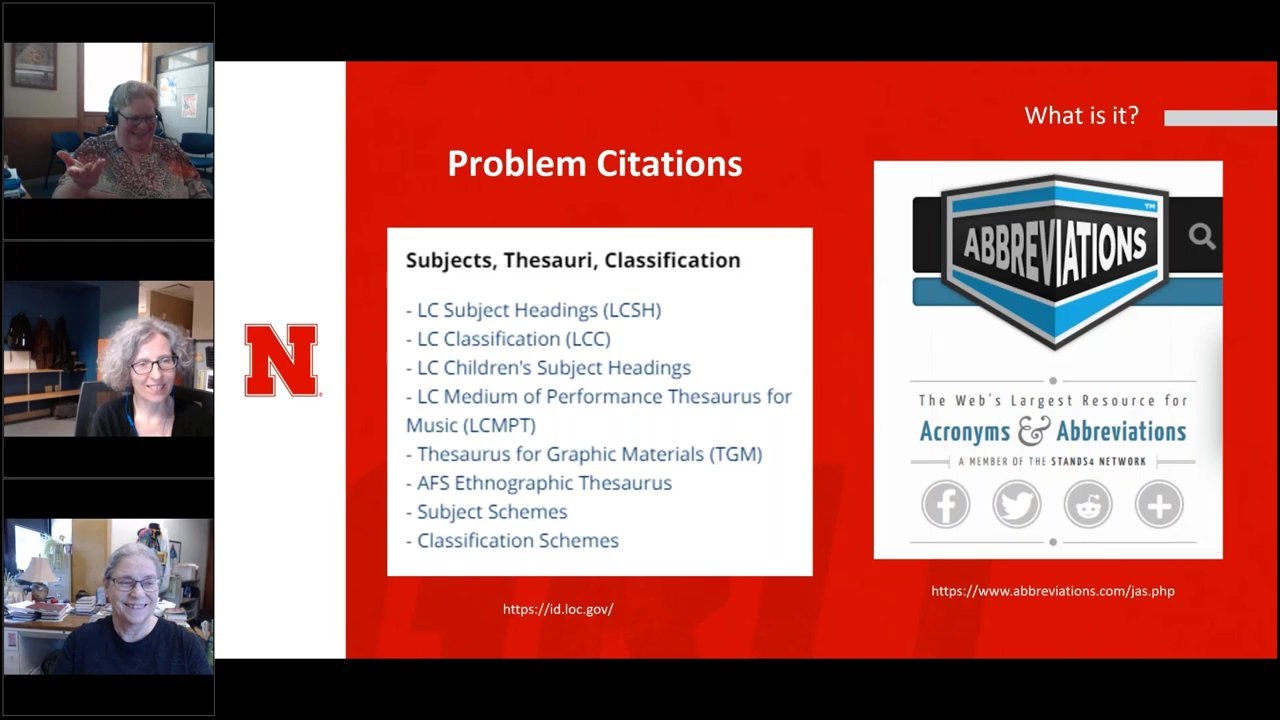 What is it?
Problem Citations
Subjects, Thesauri, Classification
- LC Subject Headings (LCSH)
- LC Classification (LCC)
- LC Children's Subject Headings
- LC Medium of Performance Thesaurus for
Music (LCMPT)
- Thesaurus for Graphic Materials (TGM)
- AFS Ethnographic Thesaurus
- Subject Schemes
- Classification Schemes
https://id.loc.gov/
N
ABBREVIATIONS
TM
The Web's Largest Resource for
Acronyms & Abbreviations
A MEMBER OF THE STANDS4 NETWORK
https://www.abbreviations.com/jas.php